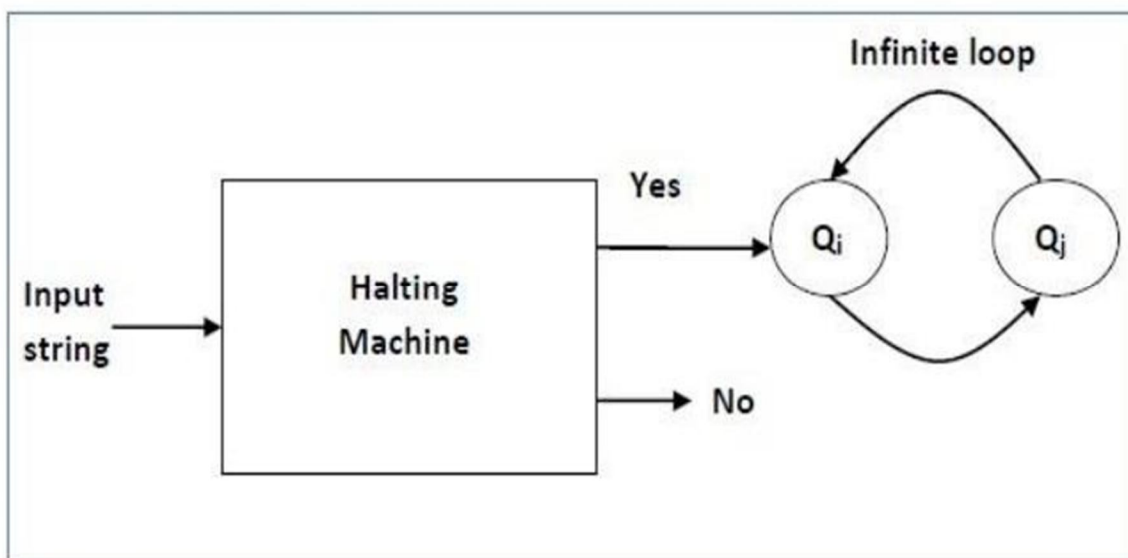 Infinite loop
Yes
Qi
Qj
Input
string
Halting
Machine
No